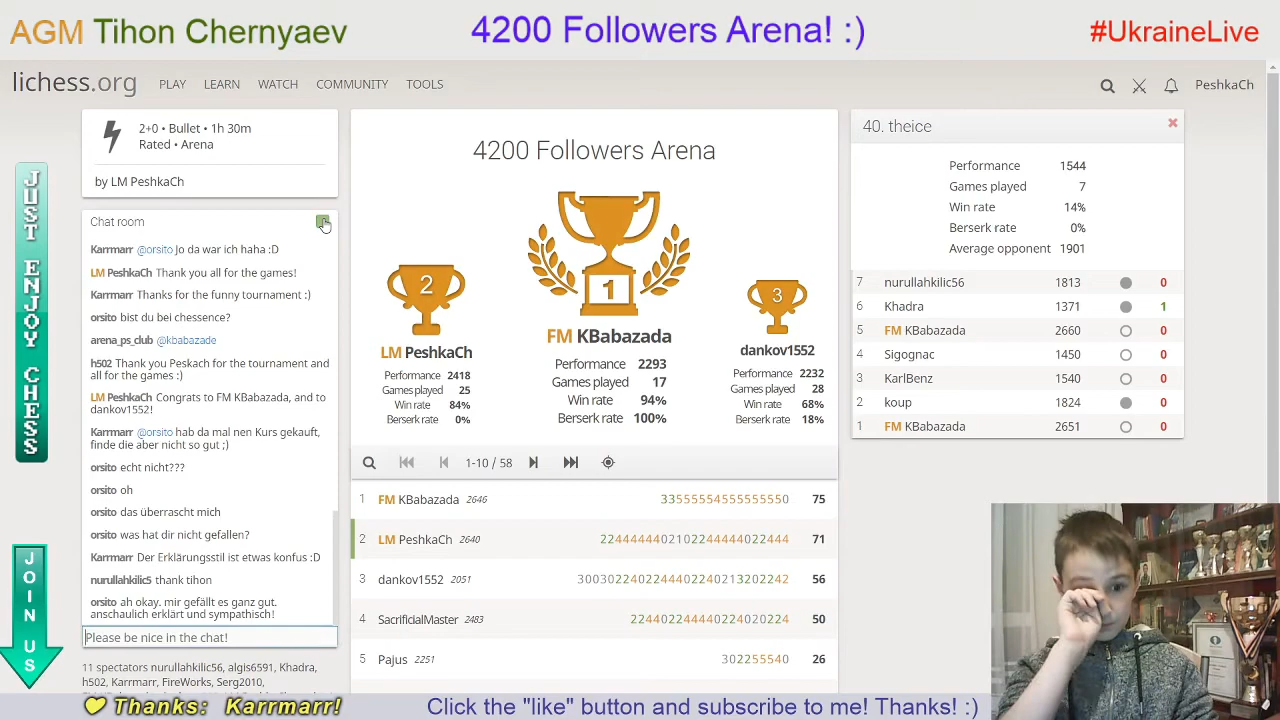 AGM Tihon Chernyaev
4200 Followers Arena! :)
#UkraineLive
lichess.org
PLAY LEARN WATCH COMMUNITY TOOLS
PeshkaCh
JUST ENJOY CHESS
JOIN US
2+0 • Bullet • 1h 30m
Rated • Arena
by LM PeshkaCh
Chat room
Karrmarr @orsito Jo da war ich haha :D
LM PeshkaCh Thank you all for the games!
Karrmarr Thanks for the funny tournament :)
orsito bist du bei chessence?
arena_ps_club @kbabazade
h502 Thank you Peskach for the tournament and
all for the games :)
LM PeshkaCh Congrats to FM KBabazada, and to
dankov1552!
Karrmarr @orsito hab da mal nen Kurs gekauft,
finde die aber nicht so gut ;)
orsito echt nicht???
orsito oh
orsito das überrascht mich
orsito was hat dir nicht gefallen?
Karrmarr Der Erklärungsstil ist etwas konfus :D
nurullahkilic5 thank tihon
orsito ah okay. mir gefällt es ganz gut.
anschaulich erklärt und sympathisch!
Please be nice in the chat!
11 spectators nurullahkilic56, algis6591, Khadra,
h502, Karrmarr, FireWorks, Serg2010,
4200 Followers Arena
2
1
3
LM PeshkaCh
Performance 2418
Games played 25
Win rate 84%
Berserk rate 0%
FM KBabazada
Performance 2293
Games played 17
Win rate 94%
Berserk rate 100%
dankov1552
Performance 2232
Games played 28
Win rate 68%
Berserk rate 18%
1-10 / 58
1 FM KBabazada 2646 33555554555555550 75
2 LM PeshkaCh 2640 2244444402102244444022444 71
3 dankov1552 2051 3003022402244402240213202242 56
4 SacrificialMaster 2483 50
5 Pajus 2251 302255540 26
40. theice
Performance 1544
Games played 7
Win rate 14%
Berserk rate 0%
Average opponent 1901
7 nurullahkilic56 1813 0
6 Khadra 1371 1
5 FM KBabazada 2660 0
4 Sigognac 1450 0
3 KarlBenz 1540 0
2 koup 1824 0
1 FM KBabazada 2651 0
Thanks: Karrmarr!
Click the "like" button and subscribe to me! Thanks! :)